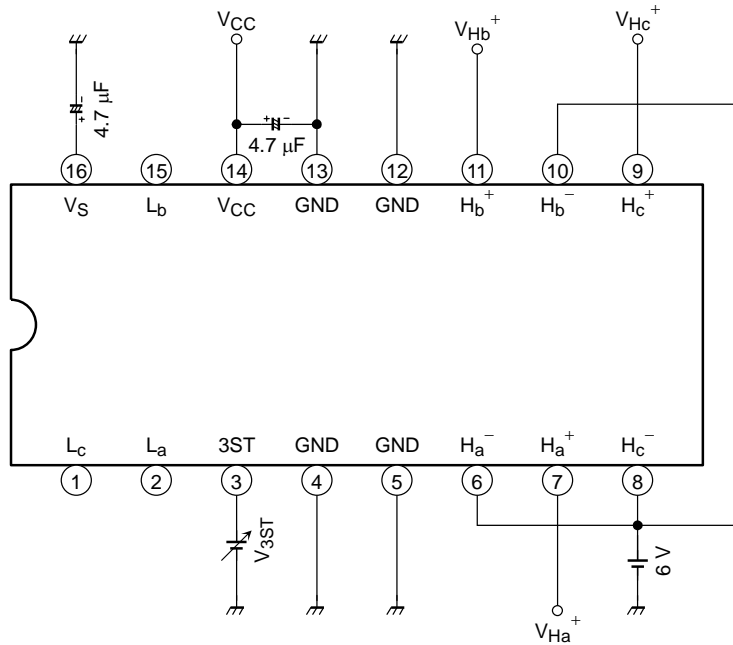 VCC VHb+ VHc+
4.7 µF
4.7 µF
16 15 14 13 12 11 10 9
VS Lb VCC GND GND Hb+ Hb− Hc+
Lc La 3ST GND GND Ha− Ha+ Hc−
1 2 3 4 5 6 7 8
V3ST
6 V
VHa+